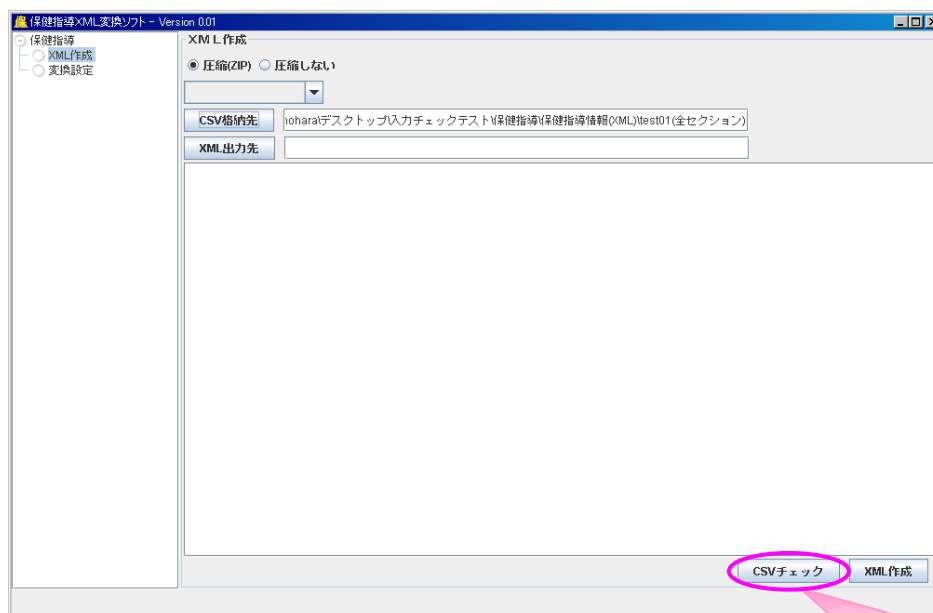 保健指導XML変換ソフト - Version 0.01
保健指導
XML作成
変換設定
XML作成
圧縮(ZIP) 圧縮しない
CSV格納先 ohara\デスクトップ\入力チェックテスト\保健指導\保健指導情報(XML)\test01(全セクション)
XML出力先
CSVチェック XML作成